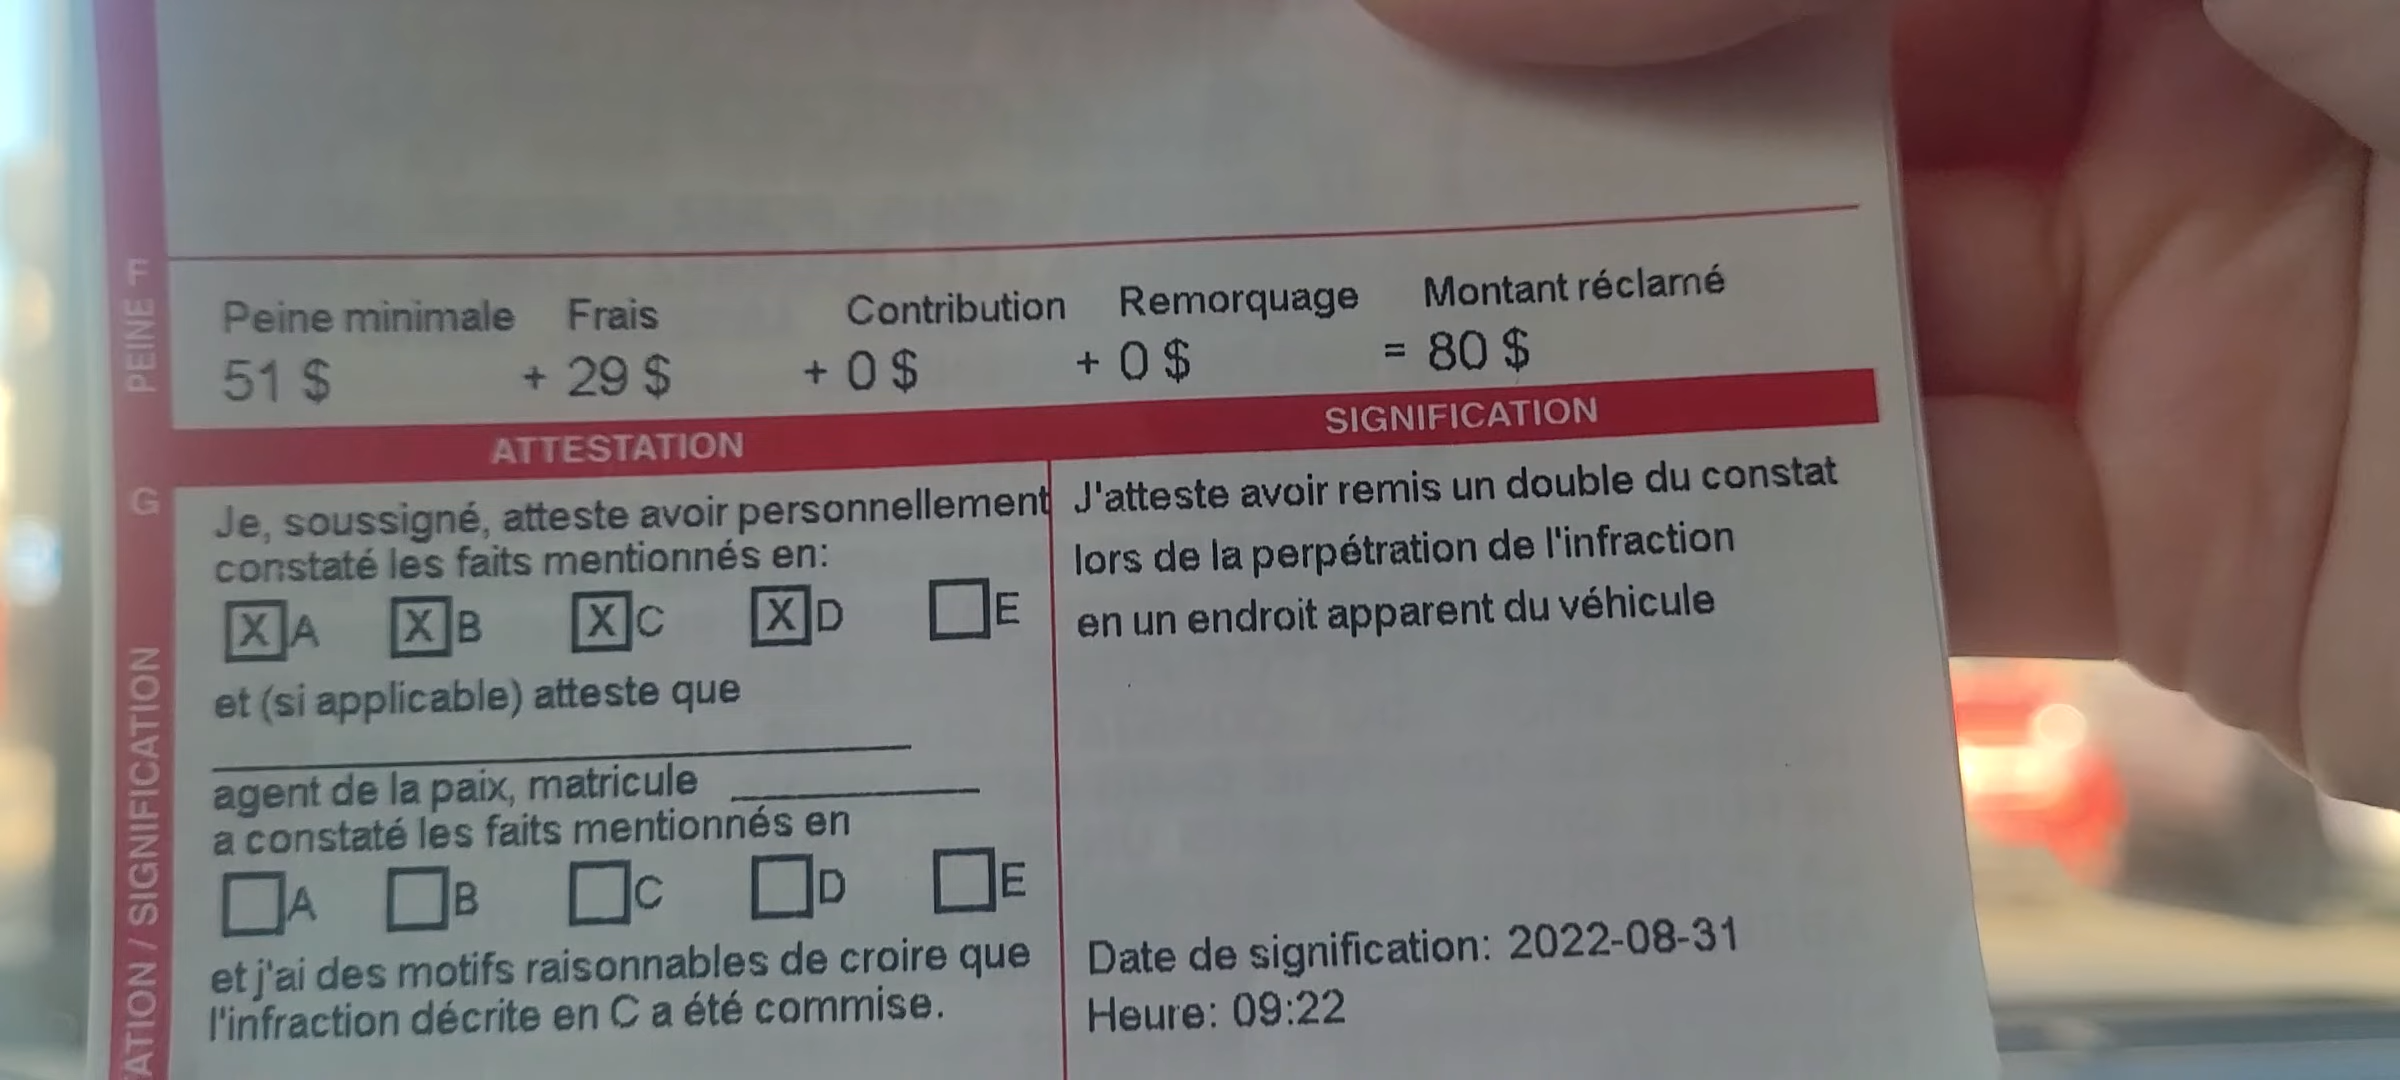 Peine minimale Frais Contribution Remorquage Montant réclamé
51 $ + 29 $ + 0 $ + 0 $ = 80 $
ATTESTATION SIGNIFICATION
Je, soussigné, atteste avoir personnellement
constaté les faits mentionnés en:
X A X B X C X D E
et (si applicable) atteste que
agent de la paix, matricule
a constaté les faits mentionnés en
A B C D E
et j'ai des motifs raisonnables de croire que
l'infraction décrite en C a été commise.
J'atteste avoir remis un double du constat
lors de la perpétration de l'infraction
en un endroit apparent du véhicule
Date de signification: 2022-08-31
Heure: 09:22
PEINE F
G
ATION / SIGNIFICATION